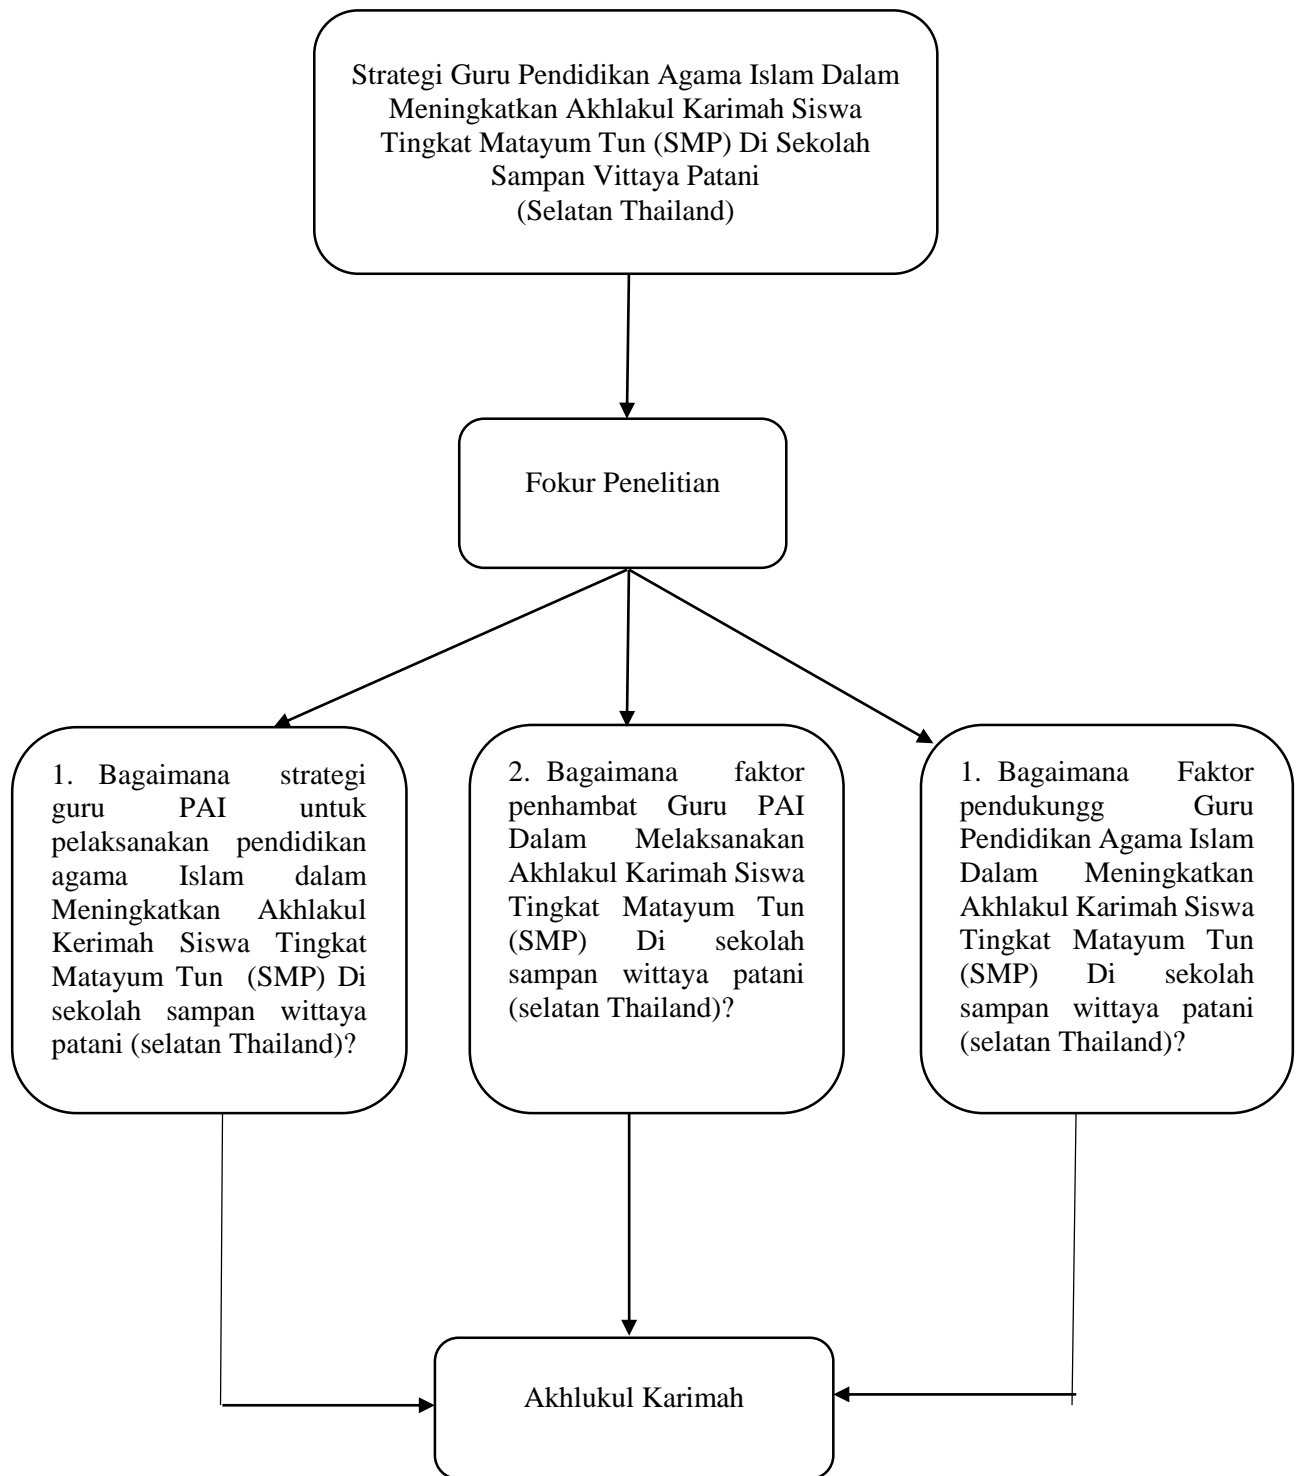 Strategi Guru Pendidikan Agama Islam Dalam
Meningkatkan Akhlakul Karimah Siswa
Tingkat Matayum Tun (SMP) Di Sekolah
Sampan Vittaya Patani
(Selatan Thailand)
Fokur Penelitian
1. Bagaimana strategi
guru PAI untuk
pelaksanakan pendidikan
agama Islam dalam
Meningkatkan Akhlakul
Kerimah Siswa Tingkat
Matayum Tun (SMP) Di
sekolah sampan wittaya
patani (selatan Thailand)?
2. Bagaimana faktor
penhambat Guru PAI
Dalam Melaksanakan
Akhlakul Karimah Siswa
Tingkat Matayum Tun
(SMP) Di sekolah
sampan wittaya patani
(selatan Thailand)?
1. Bagaimana Faktor
pendukungg Guru
Pendidikan Agama Islam
Dalam Meningkatkan
Akhlakul Karimah Siswa
Tingkat Matayum Tun
(SMP) Di sekolah
sampan wittaya patani
(selatan Thailand)?
Akhlukul Karimah